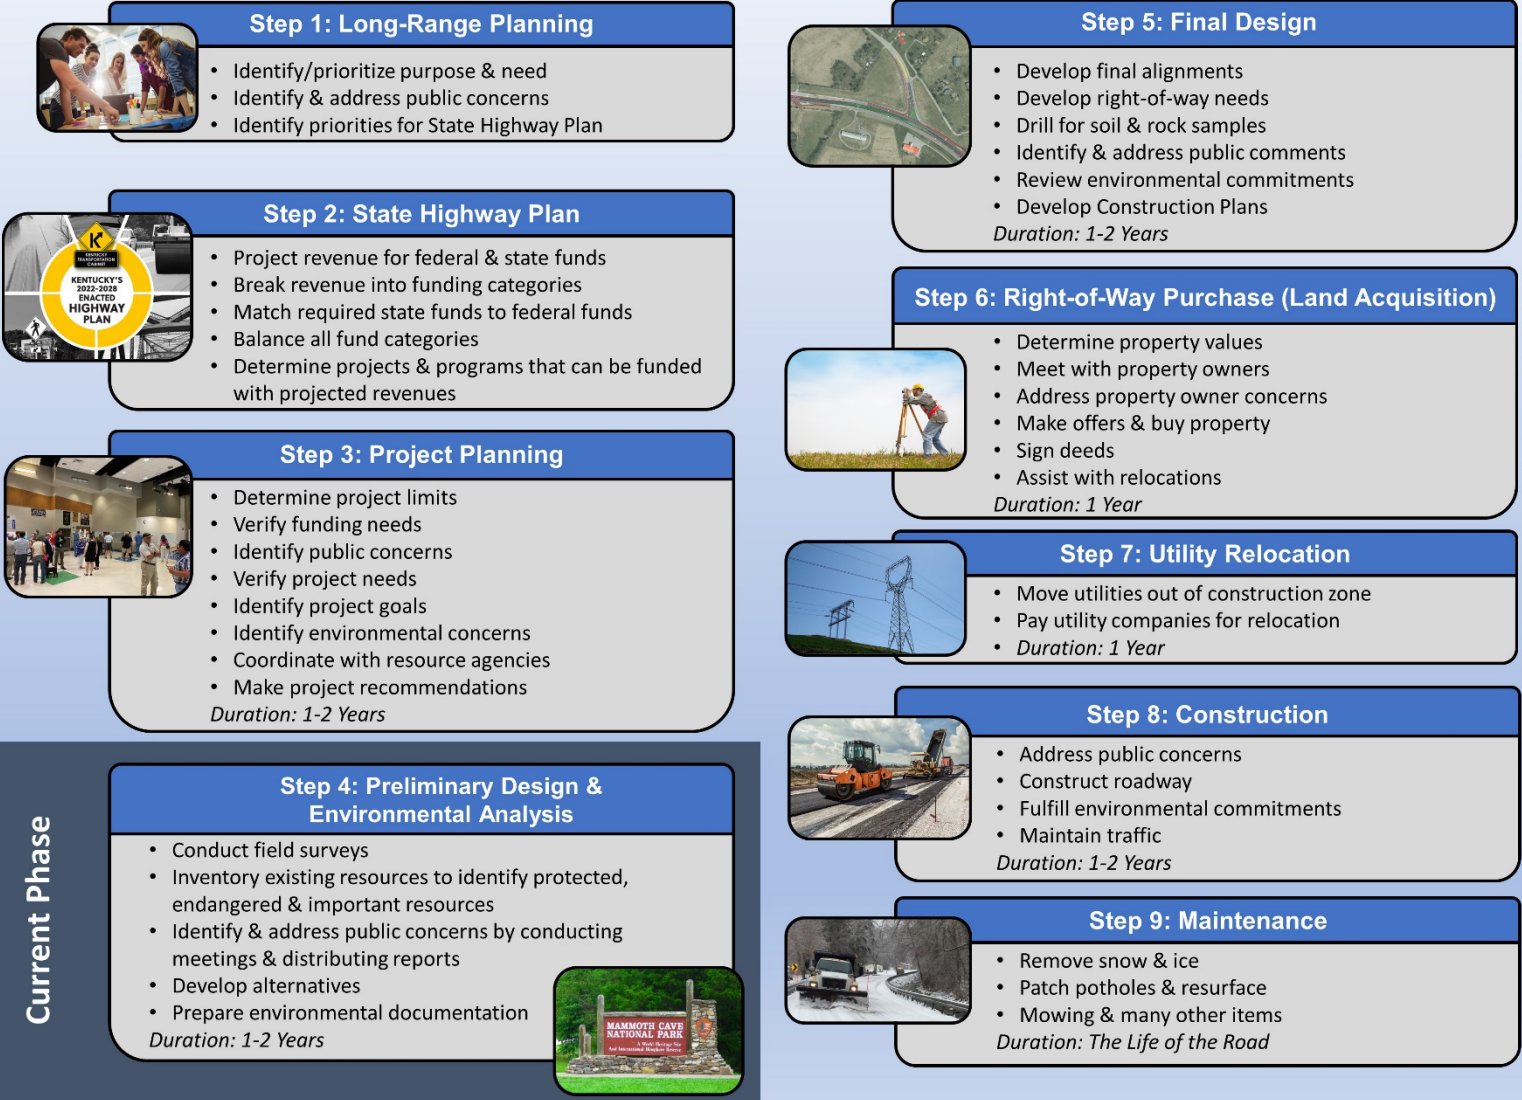 Step 1: Long-Range Planning
• Identify/prioritize purpose & need
• Identify & address public concerns
• Identify priorities for State Highway Plan
Step 2: State Highway Plan
KENTUCKY
TRANSPORTATION
CABINET
KENTUCKY'S
2022-2028
ENACTED
HIGHWAY
PLAN
• Project revenue for federal & state funds
• Break revenue into funding categories
• Match required state funds to federal funds
• Balance all fund categories
• Determine projects & programs that can be funded
with projected revenues
Step 3: Project Planning
• Determine project limits
• Verify funding needs
• Identify public concerns
• Verify project needs
• Identify project goals
• Identify environmental concerns
• Coordinate with resource agencies
• Make project recommendations
Duration: 1-2 Years
Current Phase
Step 4: Preliminary Design &
Environmental Analysis
• Conduct field surveys
• Inventory existing resources to identify protected,
endangered & important resources
• Identify & address public concerns by conducting
meetings & distributing reports
• Develop alternatives
• Prepare environmental documentation
Duration: 1-2 Years
MAMMOTH CAVE
NATIONAL PARK
A World Heritage Site
And International Biosphere Reserve
Step 5: Final Design
• Develop final alignments
• Develop right-of-way needs
• Drill for soil & rock samples
• Identify & address public comments
• Review environmental commitments
• Develop Construction Plans
Duration: 1-2 Years
Step 6: Right-of-Way Purchase (Land Acquisition)
• Determine property values
• Meet with property owners
• Address property owner concerns
• Make offers & buy property
• Sign deeds
• Assist with relocations
Duration: 1 Year
Step 7: Utility Relocation
• Move utilities out of construction zone
• Pay utility companies for relocation
• Duration: 1 Year
Step 8: Construction
• Address public concerns
• Construct roadway
• Fulfill environmental commitments
• Maintain traffic
Duration: 1-2 Years
Step 9: Maintenance
• Remove snow & ice
• Patch potholes & resurface
• Mowing & many other items
Duration: The Life of the Road